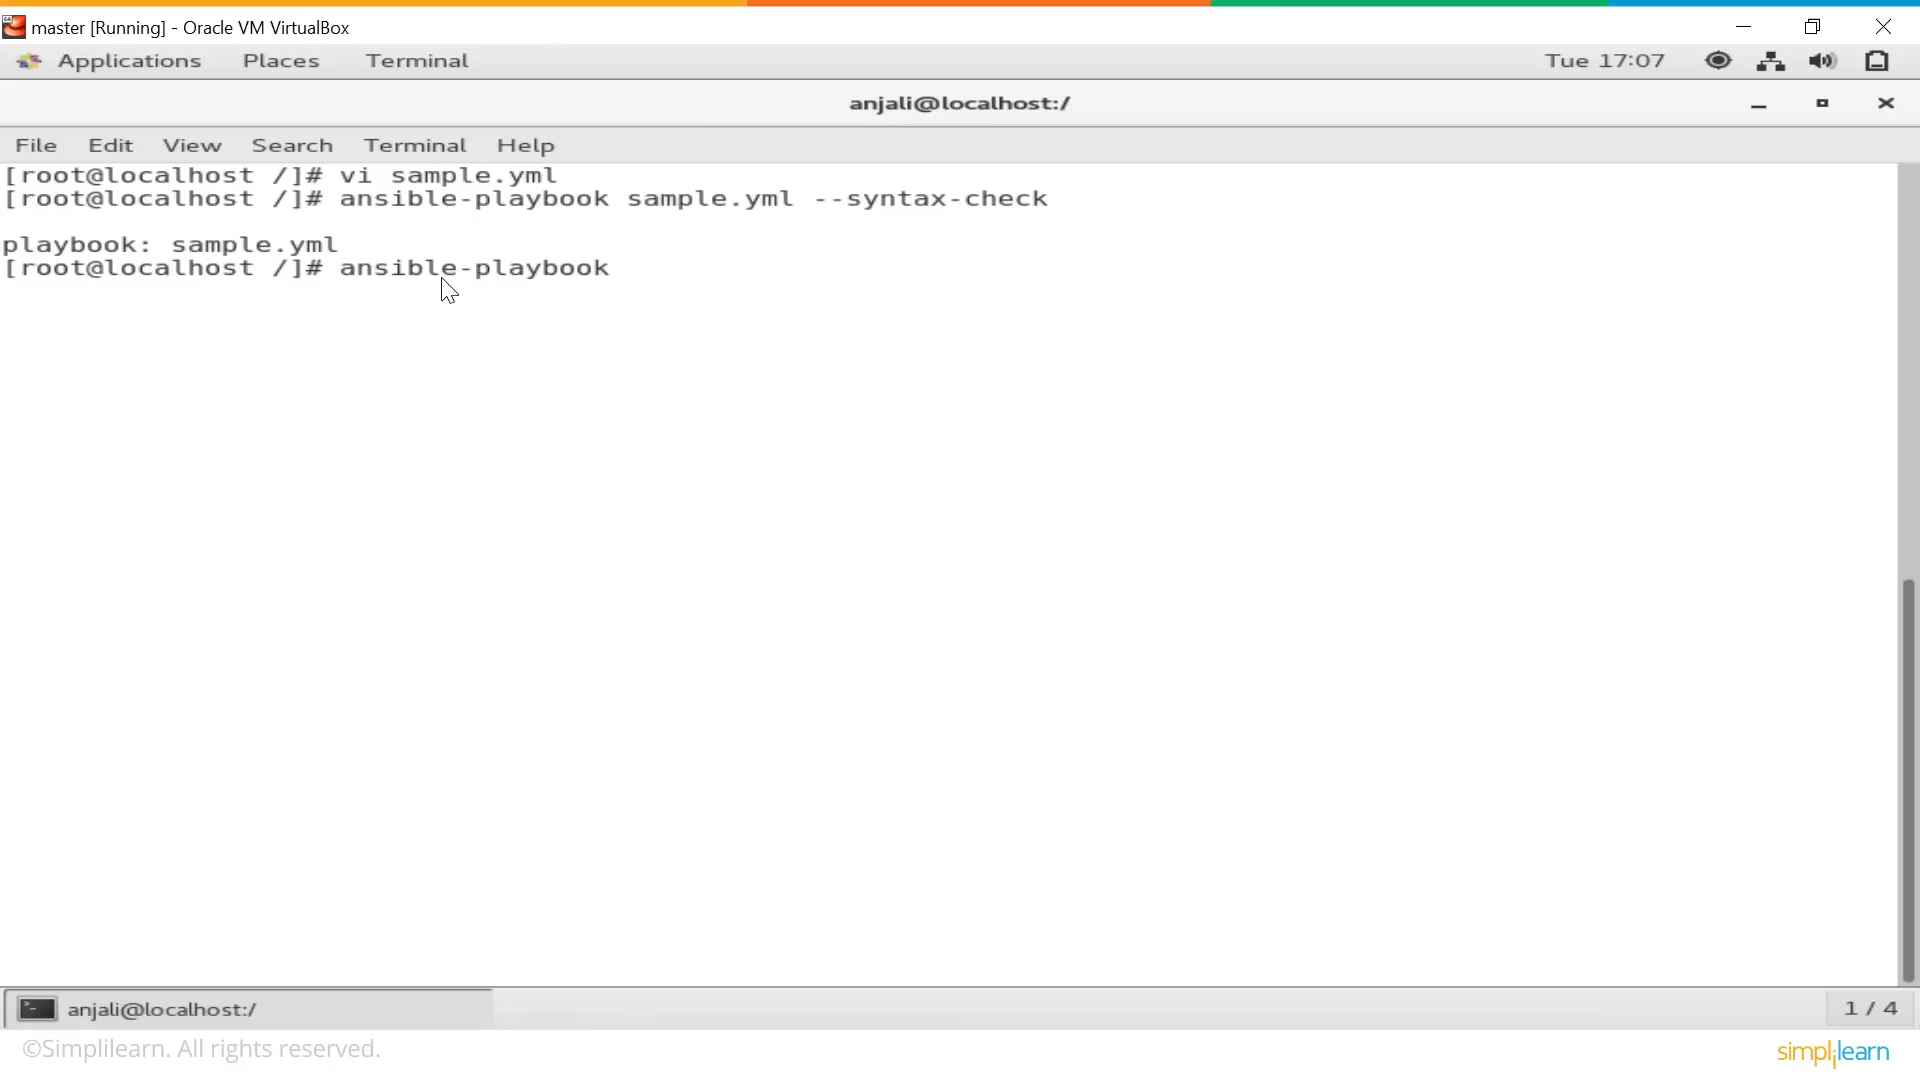 master [Running] - Oracle VM VirtualBox
Applications Places Terminal Tue 17:07
anjali@localhost:/
File Edit View Search Terminal Help
[root@localhost /]# vi sample.yml
[root@localhost /]# ansible-playbook sample.yml --syntax-check
playbook: sample.yml
[root@localhost /]# ansible-playbook
anjali@localhost:/ 1 / 4
©Simplilearn. All rights reserved.
simplilearn